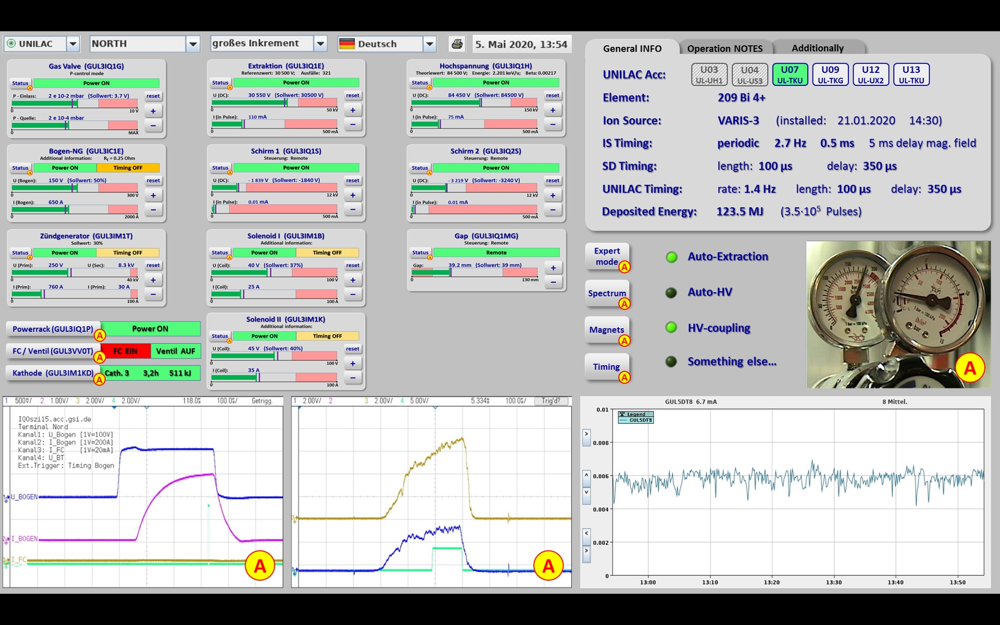 UNILAC
NORTH
großes Inkrement
Deutsch
5. Mai 2020, 13:54
Gas Valve (GUL3IQ1G)
P-control mode
Status
A
Power ON
P - Einlass: 2 e 10-2 mbar (Sollwert: 3.7 V)
reset
0 10 V
+
P - Quelle: 2 e 10-4 mbar
−
0 MAX
Extraktion (GUL3IQ1E)
Referenzwert: 30 500 V; Ausfälle: 321
Status
A
Power ON
U (DC): 30 550 V (Sollwert: 30500 V)
reset
0 50 kV
+
I (in Pulse): 110 mA
−
0 500 mA
Hochspannung (GUL3IQ1H)
Theoriewert: 84 500 V; Energie: 2.201 keV/u; Beta: 0.00217
Status
A
Power ON
U (DC): 84 450 V (Sollwert: 84500 V)
reset
0 150 kV
+
I (in Pulse): 75 mA
−
0 500 mA
Bogen-NG (GUL3IC1E)
Additional information: RE = 0.25 Ohm
Status
A
Power ON Timing OFF
U (Bogen): 150 V (Sollwert: 50%)
reset
0 300 V
+
I (Bogen): 650 A
−
0 2000 A
Schirm 1 (GUL3IQ1S)
Steuerung: Remote
Status
A
Power ON
U (DC): - 1 839 V (Sollwert: -1840 V)
reset
0 12 kV
+
I (in Pulse): 0.01 mA
−
0 500 mA
Schirm 2 (GUL3IQ2S)
Steuerung: Remote
Status
A
Power ON
U (DC): - 3 219 V (Sollwert: -3240 V)
reset
0 12 kV
+
I (in Pulse): 0.01 mA
−
0 500 mA
Zündgenerator (GUL3IM1T)
Sollwert: 30%
Status
A
Power ON Timing OFF
U (Prim): 250 V U (Sec): 8.3 kV
reset
0 40 kV
+
I (Prim): 760 A I (Prim): 30 A
−
0 100 A
Solenoid I (GUL3IM1B)
Additional information:
Status
A
Power ON Timing OFF
U (Coil): 40 V (Sollwert: 37%)
reset
0 100 V
+
I (Coil): 25 A
−
0 100 A
Gap (GUL3IQ1MG)
Steuerung: Remote
Status
A
Remote
Gap: 39.2 mm (Sollwert: 39 mm)
+
0 130 mm
−
Solenoid II (GUL3IM1K)
Additional information:
Status
A
Power ON Timing OFF
U (Coil): 45 V (Sollwert: 40%)
reset
0 100 V
+
I (Coil): 35 A
−
0 100 A
Powerrack (GUL3IQ1P) A Power ON
FC / Ventil (GUL3VV0T) A FC EIN Ventil AUF
Kathode (GUL3IM1KD) A Cath. 3 3,2h 511 kJ
General INFO
Operation NOTES
Additionally
UNILAC Acc:
U03 UL-UH1
U04 UL-US3
U07 UL-TKU
U09 UL-TKG
U12 UL-UX2
U13 UL-TKU
Element: 209 Bi 4+
Ion Source: VARIS-3 (installed: 21.01.2020 14:30)
IS Timing: periodic 2.7 Hz 0.5 ms 5 ms delay mag. field
SD Timing: length: 100 µs delay: 350 µs
UNILAC Timing: rate: 1.4 Hz length: 100 µs delay: 350 µs
Deposited Energy: 123.5 MJ (3.5·10⁵ Pulses)
Expert mode A
Spectrum A
Magnets A
Timing A
Auto-Extraction
Auto-HV
HV-coupling
Something else...
A
1 500m/ 2 1.00V/ 3 2.00V/ 4 2.00V/ 118.0s 100.0s/ Getrigg.
IQOszi15.acc.gsi.de
Terminal Nord
Kanal1: U_Bogen [1V=100V]
Kanal2: I_Bogen [1V=200A]
Kanal3: I_FC [1V=20mA]
Kanal4: U_BT
Ext.Trigger: Timing Bogen
U_BOGEN
I_BOGEN
I_FC
A
1 2.00V/ 2 3 2.00V/ 4 5.00V/ 5.334s 100.0s/ Trig'd?
A
GUL5DT8 6.7 mA 8 Mittel.
Legend
GUL5DT8
0.01
0.008
0.006
0.004
0.002
0
13:00 13:10 13:20 13:30 13:40 13:50
>
^
v
<
>